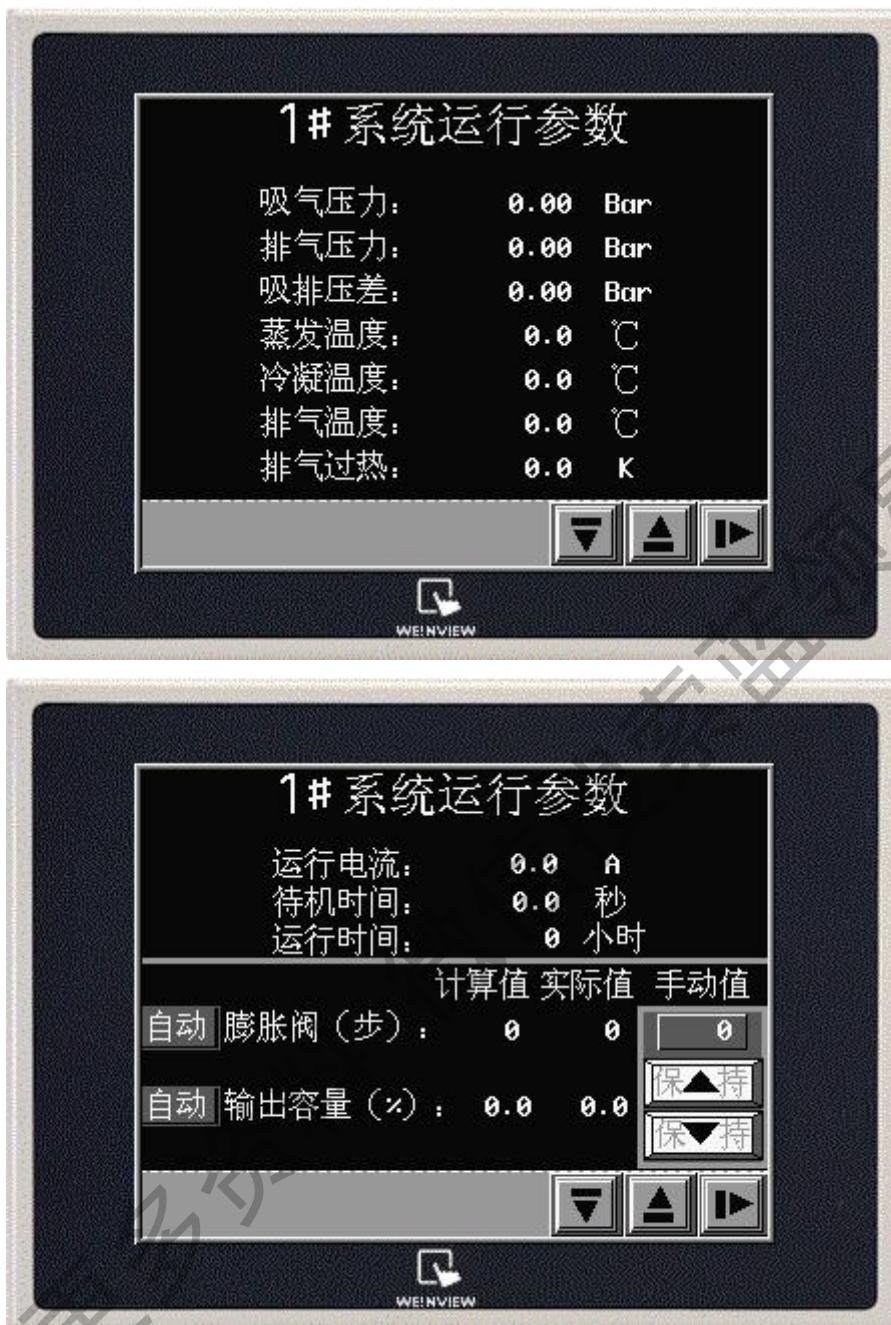 1# 系统运行参数
吸气压力： 0.00 Bar
排气压力： 0.00 Bar
吸排压差： 0.00 Bar
蒸发温度： 0.0 ℃
冷凝温度： 0.0 ℃
排气温度： 0.0 ℃
排气过热： 0.0 K
WEINVIEW
1# 系统运行参数
运行电流： 0.0 A
待机时间： 0.0 秒
运行时间： 0 小时
计算值 实际值 手动值
自动 膨胀阀（步）： 0 0 0
保持
自动 输出容量（%）： 0.0 0.0
保持
WEINVIEW